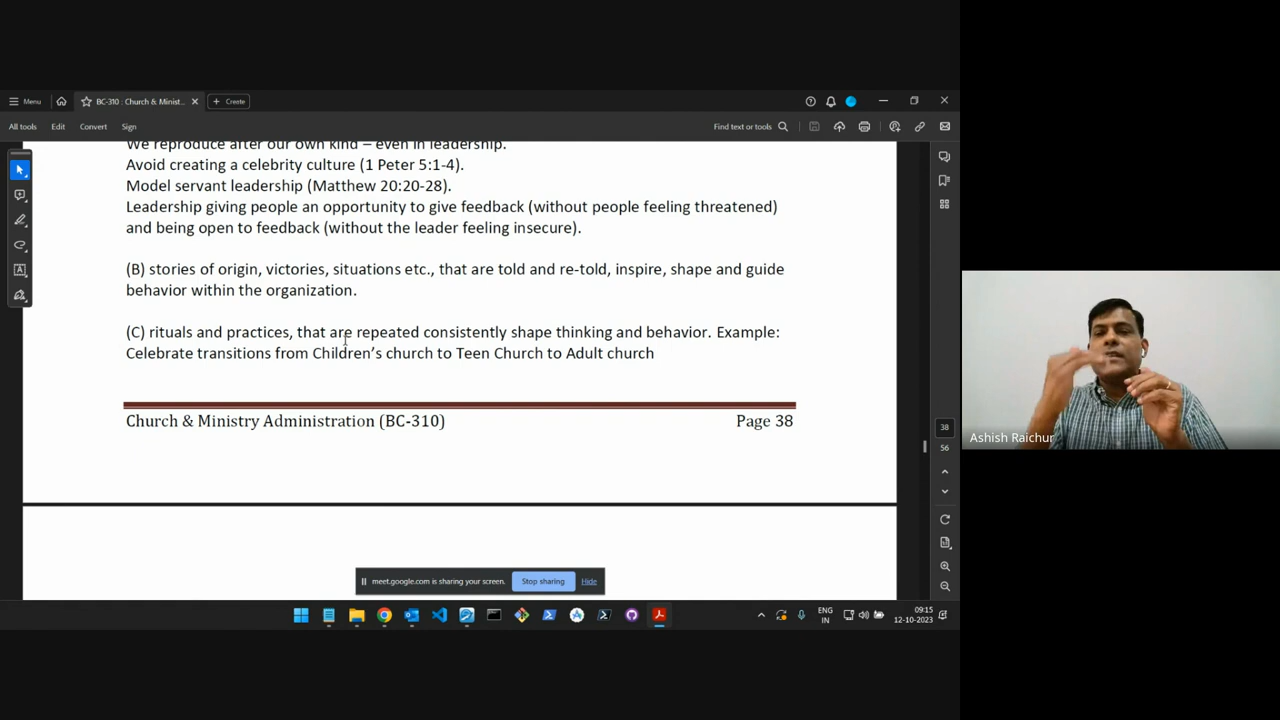 Menu
BC-310 : Church & Minist...
Create
All tools
Edit
Convert
Sign
Find text or tools
We reproduce after our own kind – even in leadership.
Avoid creating a celebrity culture (1 Peter 5:1-4).
Model servant leadership (Matthew 20:20-28).
Leadership giving people an opportunity to give feedback (without people feeling threatened)
and being open to feedback (without the leader feeling insecure).
(B) stories of origin, victories, situations etc., that are told and re-told, inspire, shape and guide
behavior within the organization.
(C) rituals and practices, that are repeated consistently shape thinking and behavior. Example:
Celebrate transitions from Children's church to Teen Church to Adult church
Church & Ministry Administration (BC-310) Page 38
38
56
Ashish Raichur
meet.google.com is sharing your screen.
Stop sharing
Hide
ENG
IN
09:15
12-10-2023